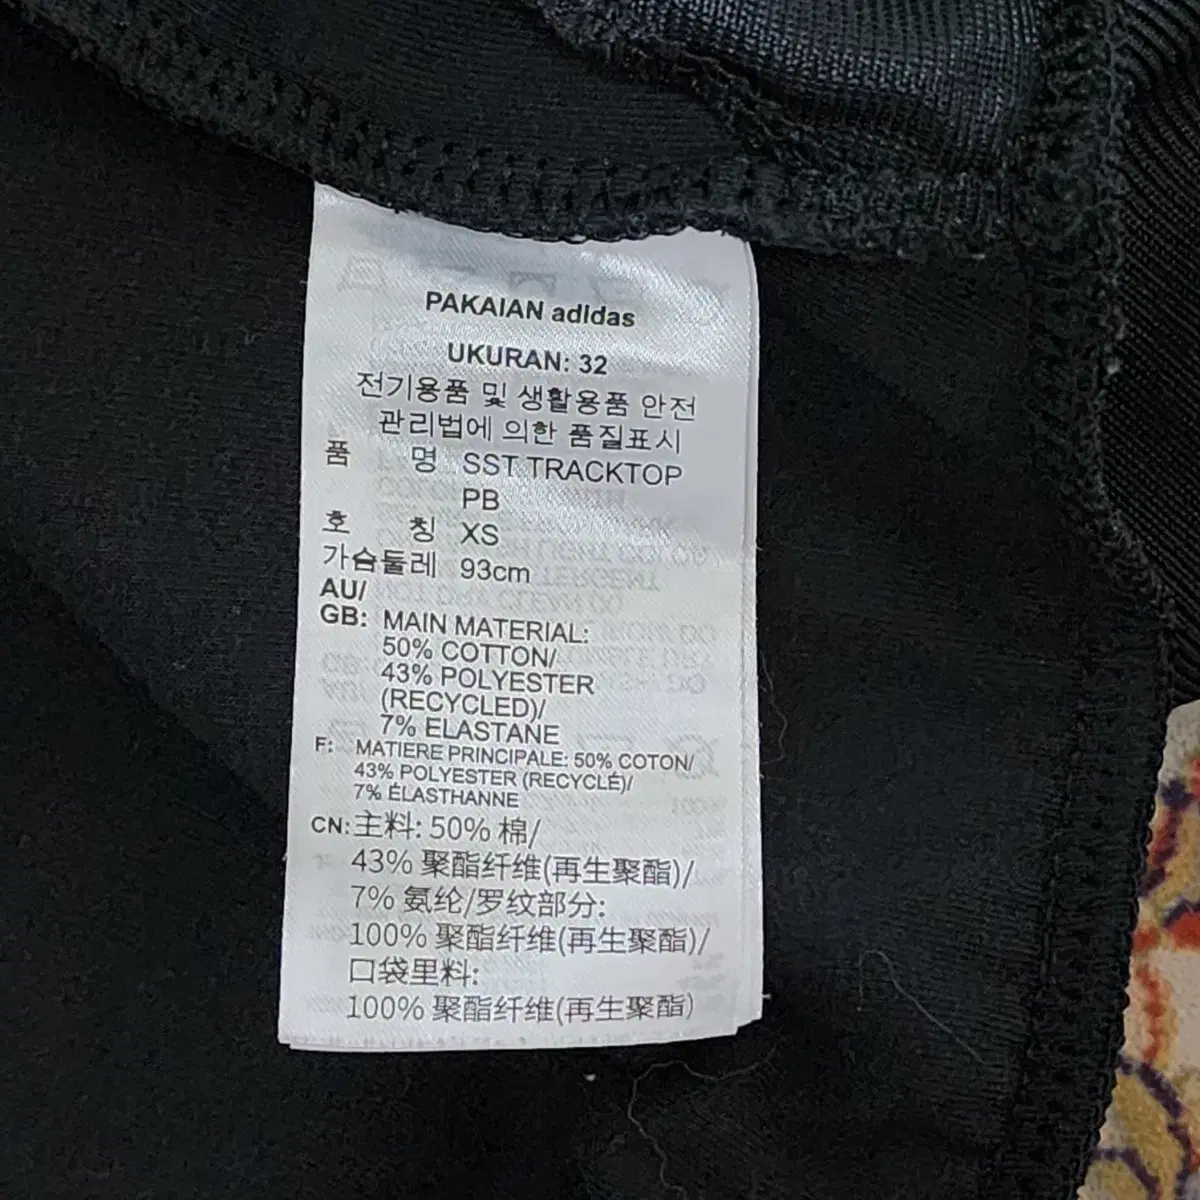 PAKAIAN adidas
UKURAN: 32
전기용품 및 생활용품 안전
관리법에 의한 품질표시
품 명 SST TRACKTOP
PB
호 칭 XS
가슴둘레 93cm
AU/
GB: MAIN MATERIAL:
50% COTTON/
43% POLYESTER
(RECYCLED)/
7% ELASTANE
F: MATIERE PRINCIPALE: 50% COTON/
43% POLYESTER (RECYCLÉ)/
7% ÉLASTHANNE
CN: 主料: 50% 棉/
43% 聚酯纤维(再生聚酯)/
7% 氨纶/罗纹部分:
100% 聚酯纤维(再生聚酯)/
口袋里料:
100% 聚酯纤维(再生聚酯)